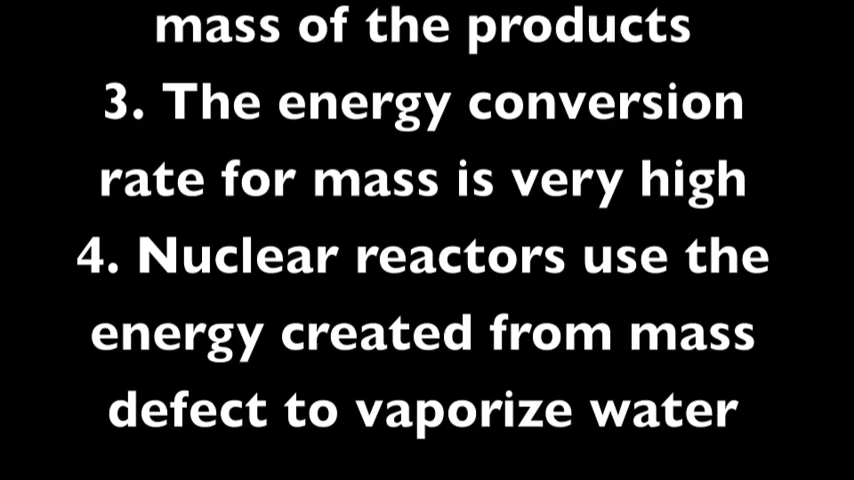 mass of the products
3. The energy conversion
rate for mass is very high
4. Nuclear reactors use the
energy created from mass
defect to vaporize water